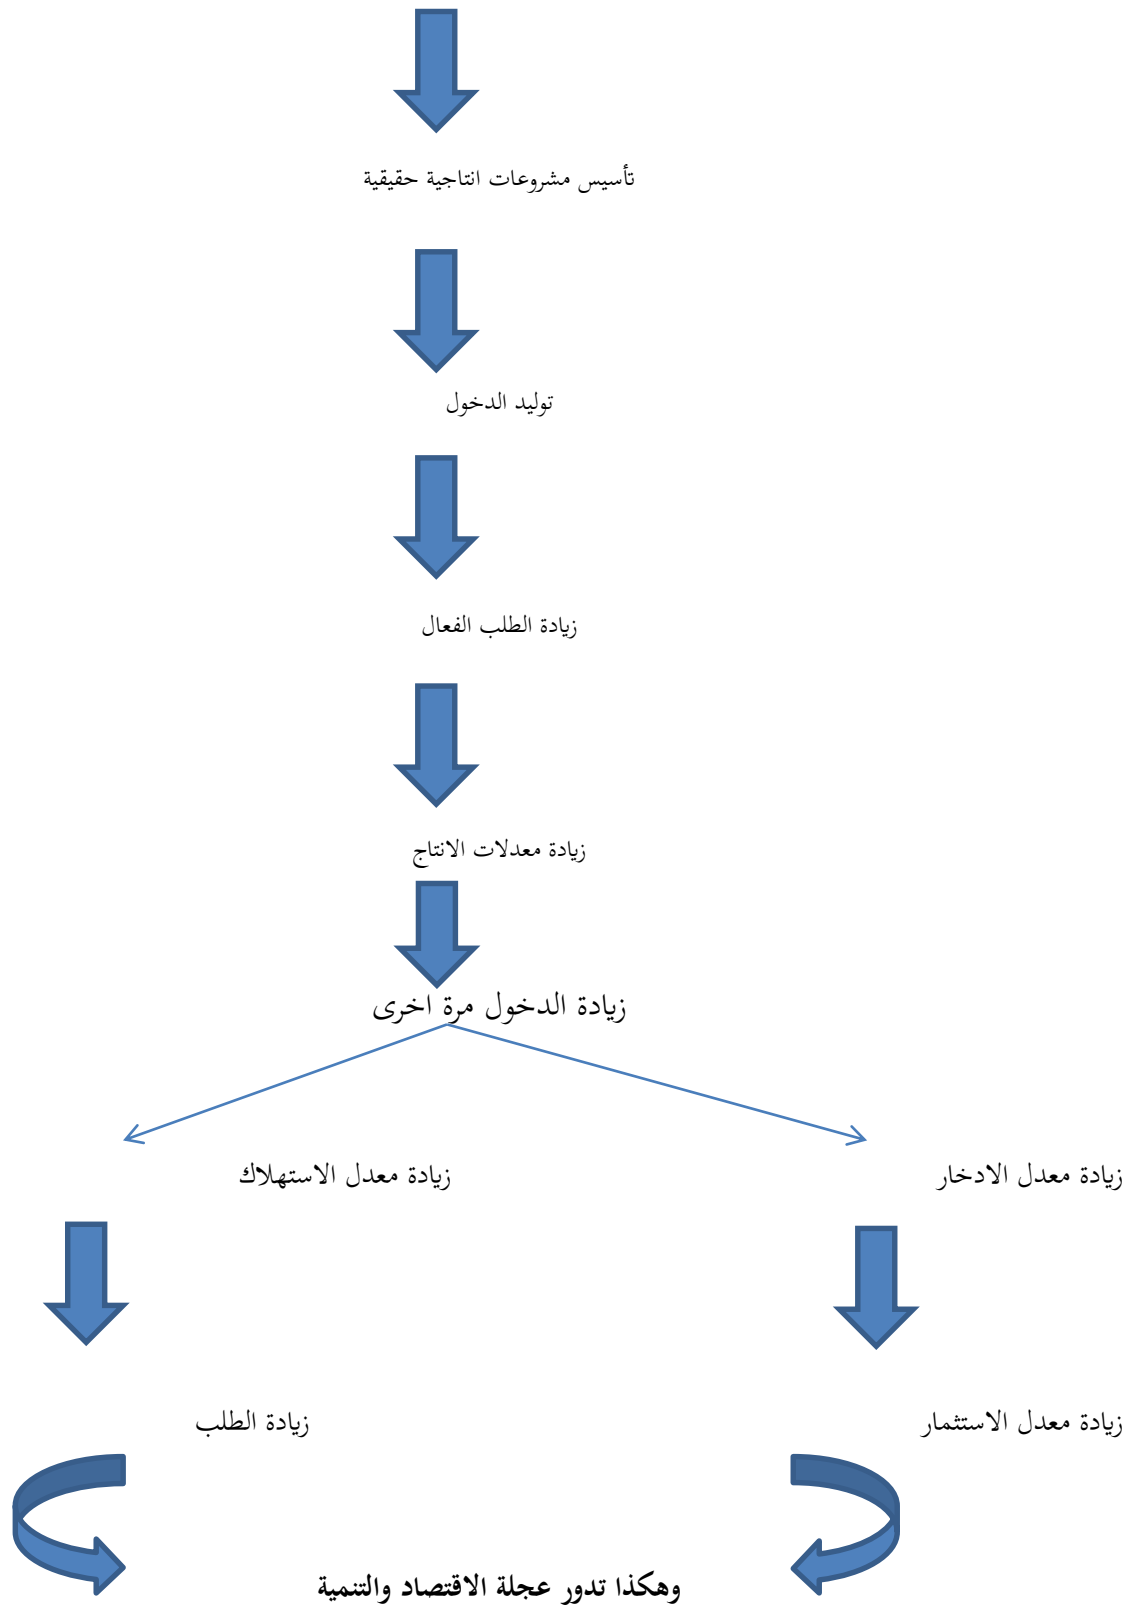 تأسيس مشروعات انتاجية حقيقية
توليد الدخول
زيادة الطلب الفعال
زيادة معدلات الانتاج
زيادة الدخول مرة اخرى
زيادة معدل الادخار
زيادة معدل الاستهلاك
زيادة معدل الاستثمار
زيادة الطلب
وهكذا تدور عجلة الاقتصاد والتنمية